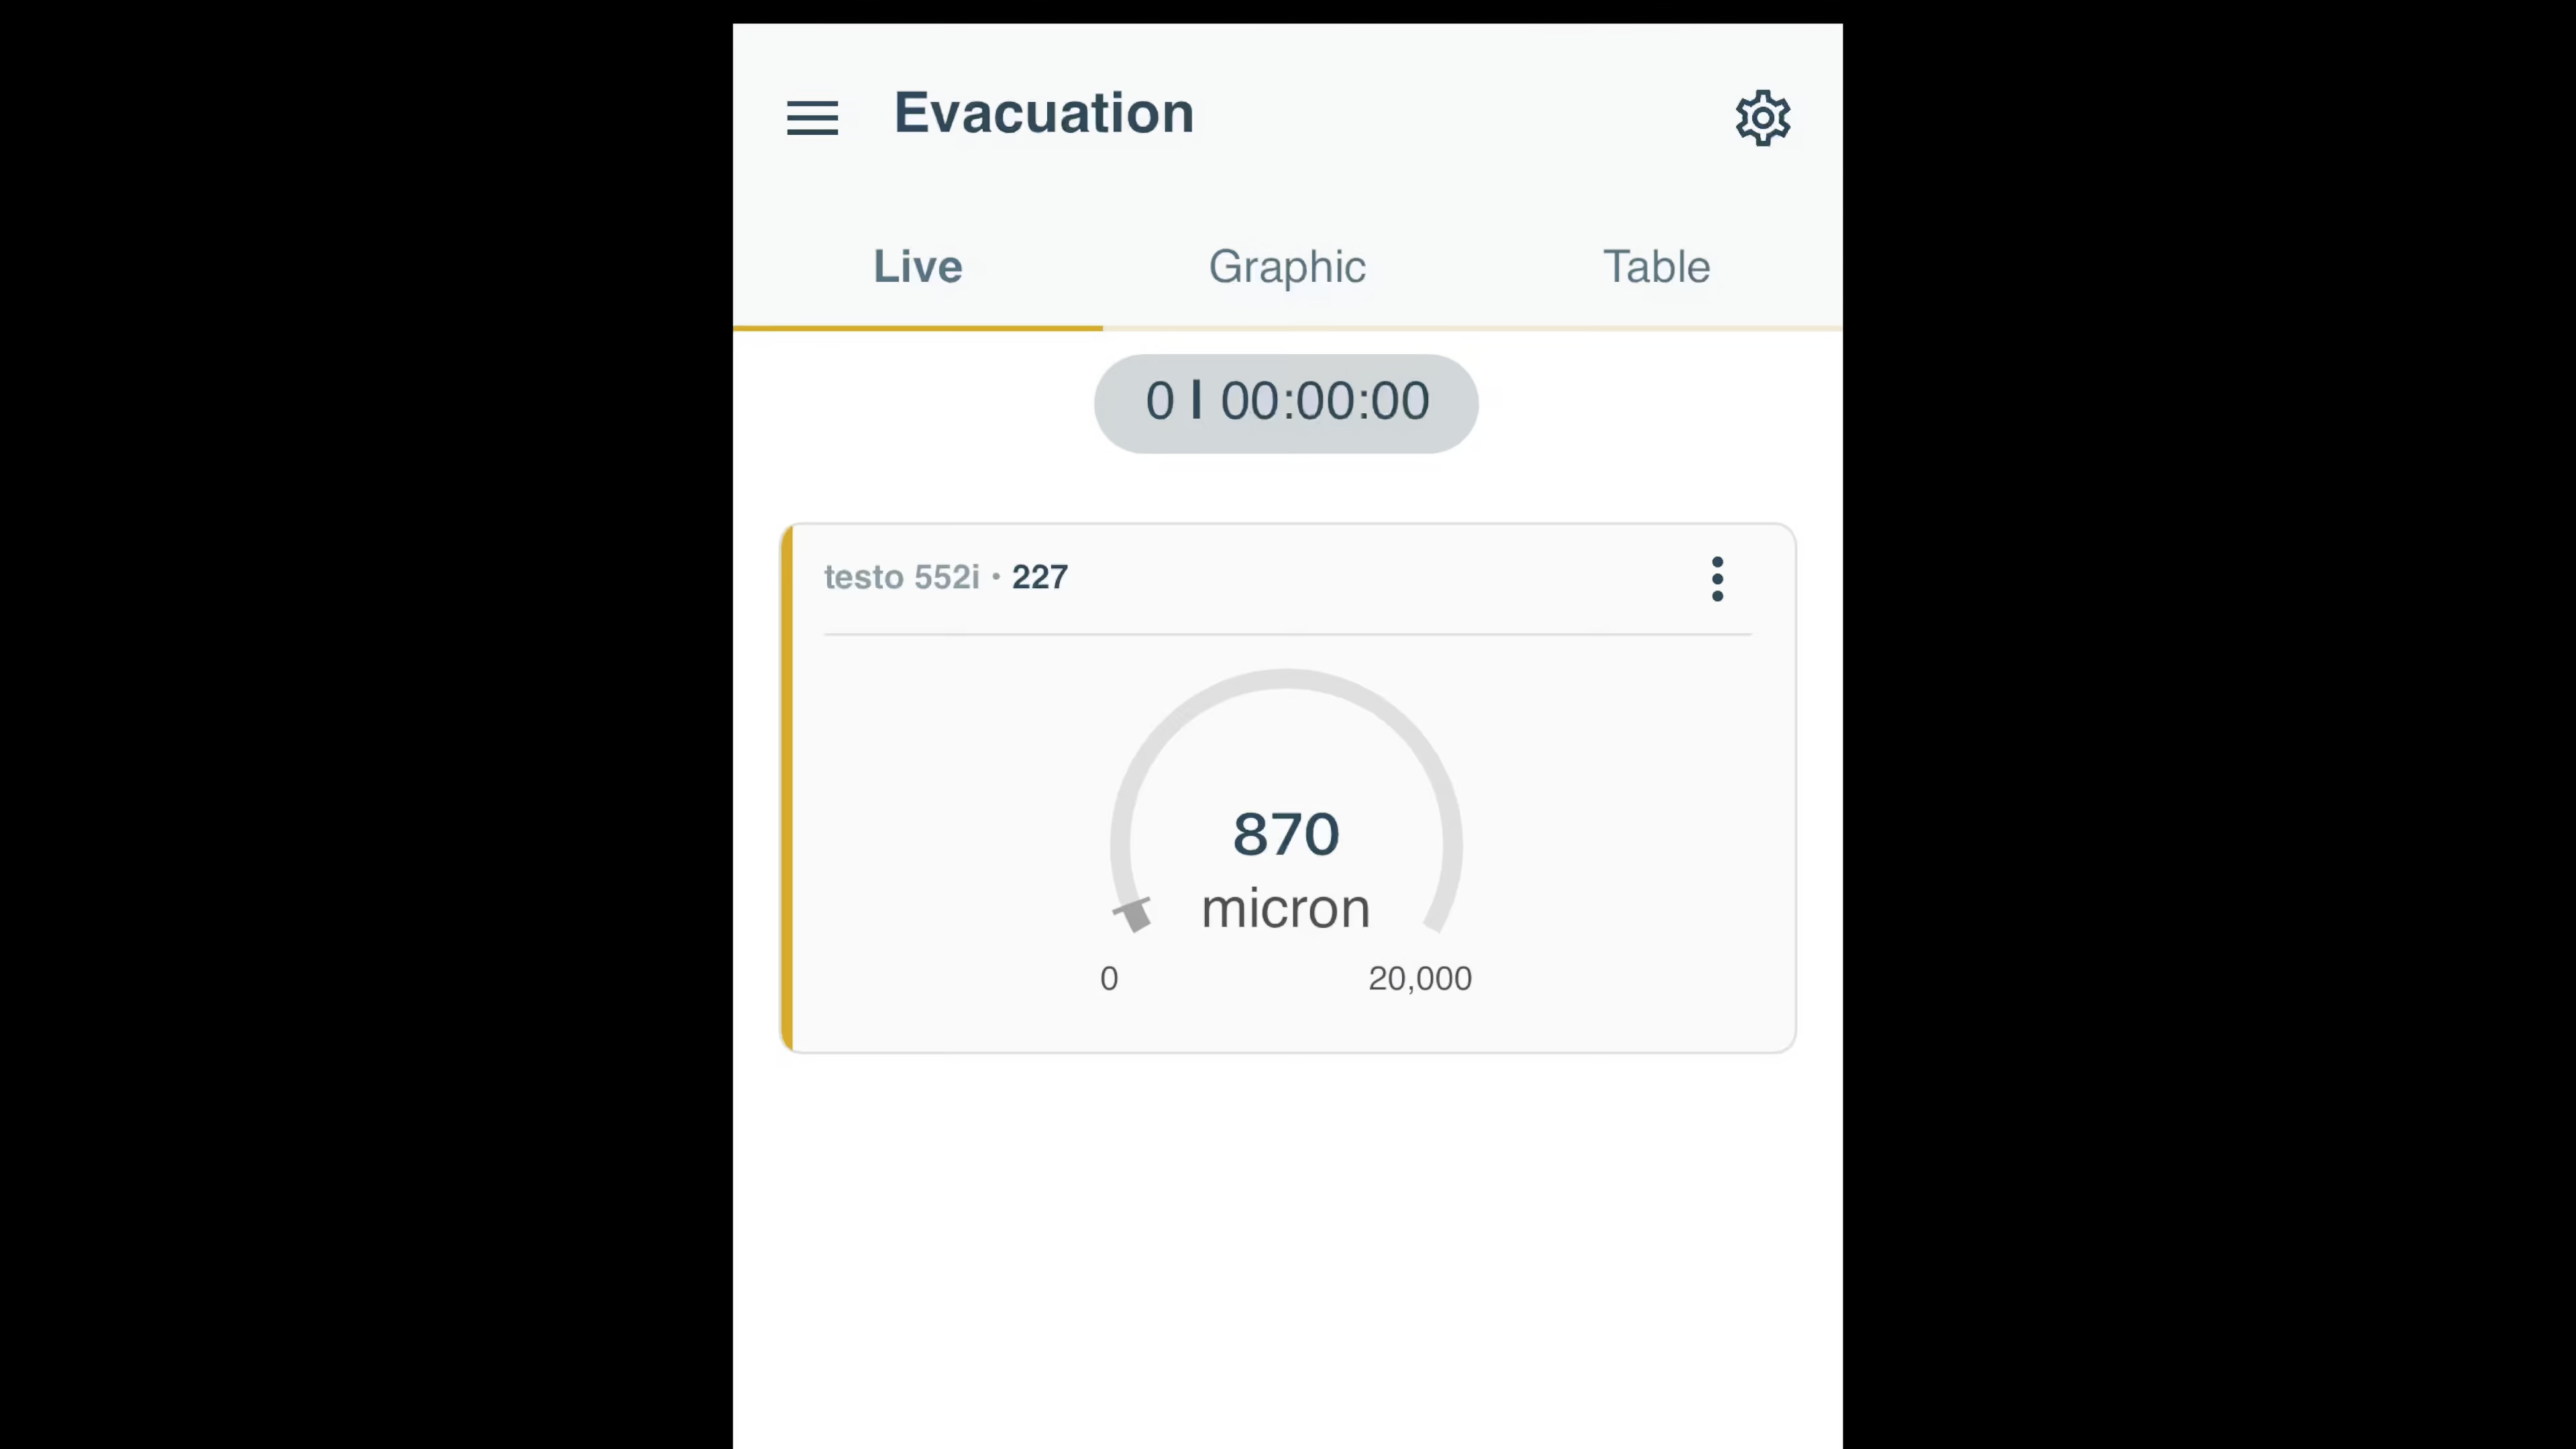 Evacuation
Live Graphic Table
0 | 00:00:00
testo 552i • 227
870
micron
0 20,000